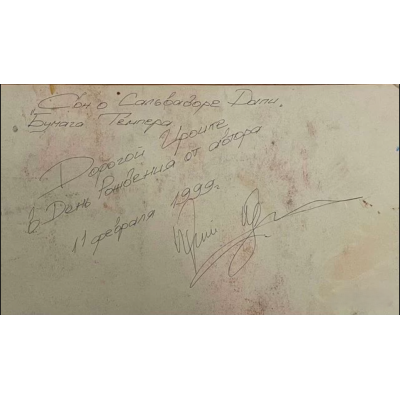 Сон о Сальвадоре Дали.
Бумага Темпера
Дорогой Ирочке
в День Рождения от автора
11 февраля 1999г.